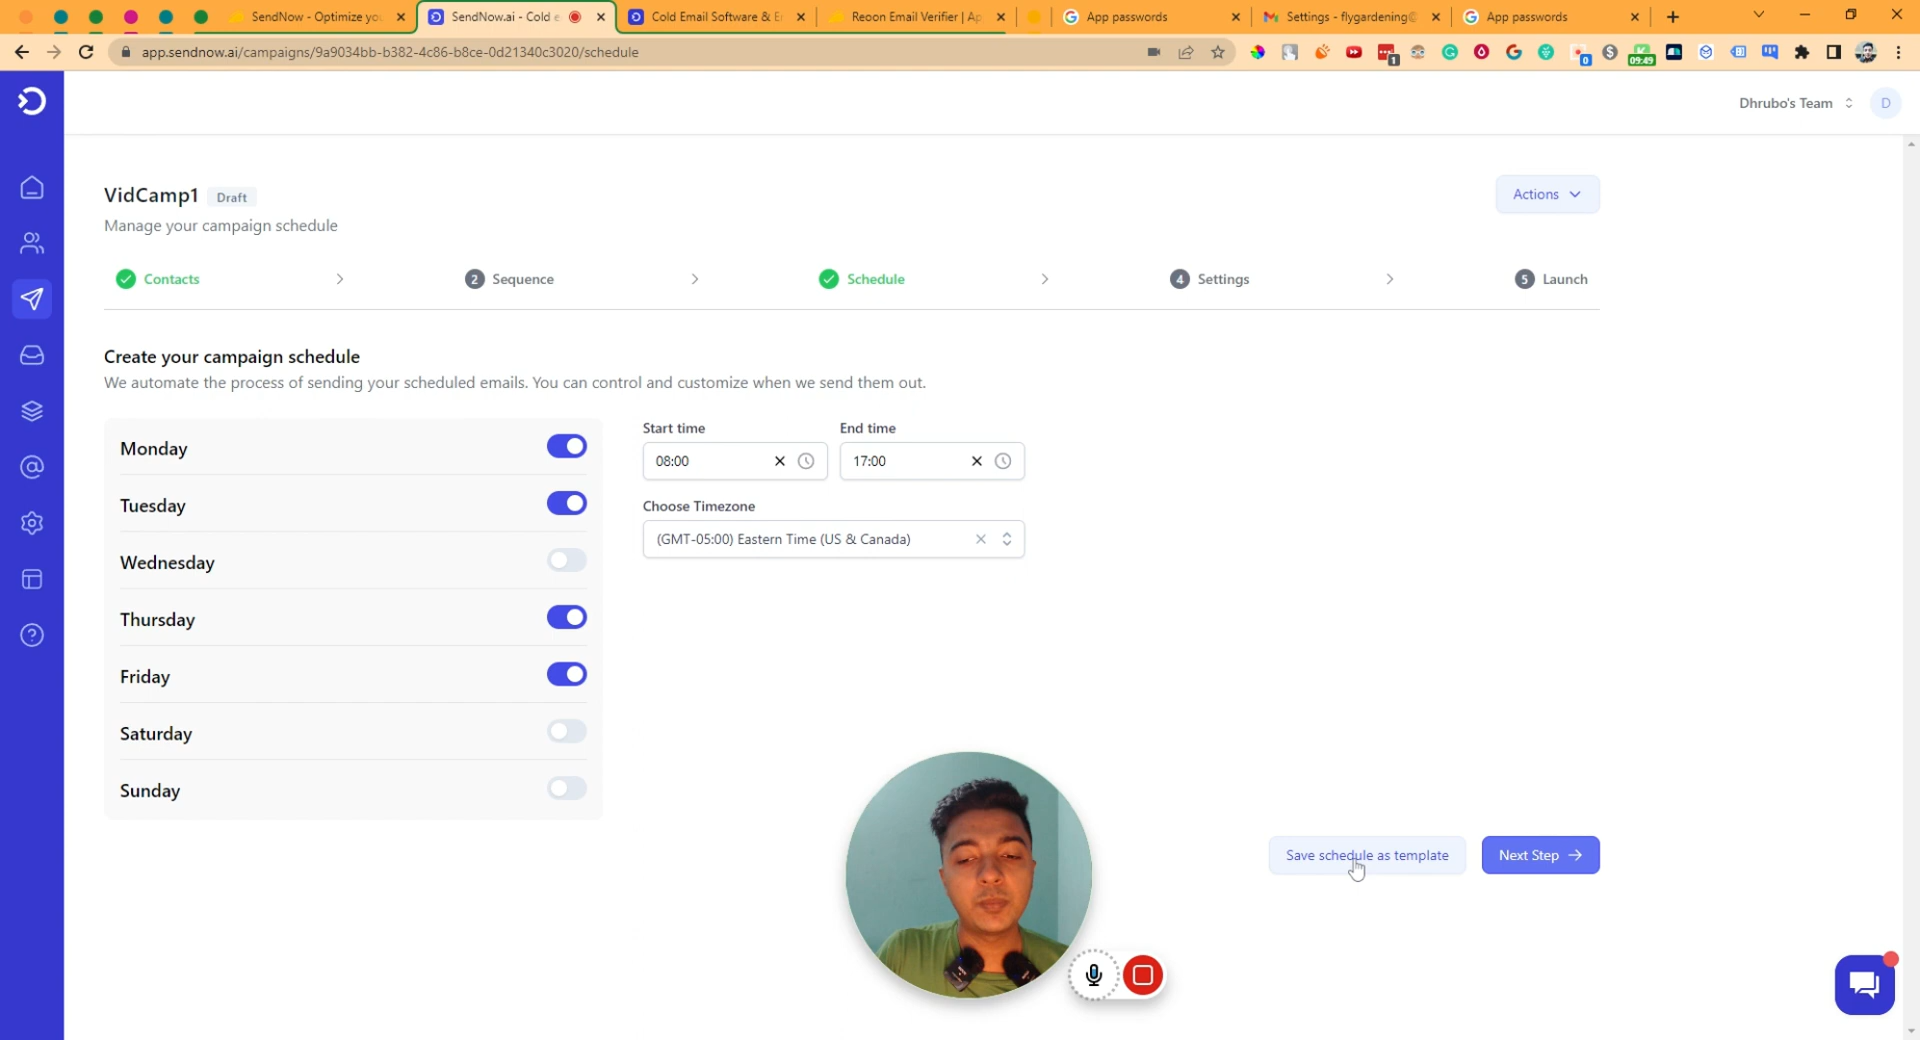 SendNow - Optimize you
SendNow.ai - Cold e
Cold Email Software & E
Reoon Email Verifier | Ap
App passwords
Settings - flygardening@
App passwords
app.sendnow.ai/campaigns/9a9034bb-b382-4c86-b8ce-0d21340c3020/schedule
1
0
09:49
Dhrubo's Team
D
VidCamp1
Draft
Actions
Manage your campaign schedule
Contacts
2 Sequence
Schedule
4 Settings
5 Launch
Create your campaign schedule
We automate the process of sending your scheduled emails. You can control and customize when we send them out.
Monday
Tuesday
Wednesday
Thursday
Friday
Saturday
Sunday
Start time
End time
08:00
17:00
Choose Timezone
(GMT-05:00) Eastern Time (US & Canada)
Save schedule as template
Next Step